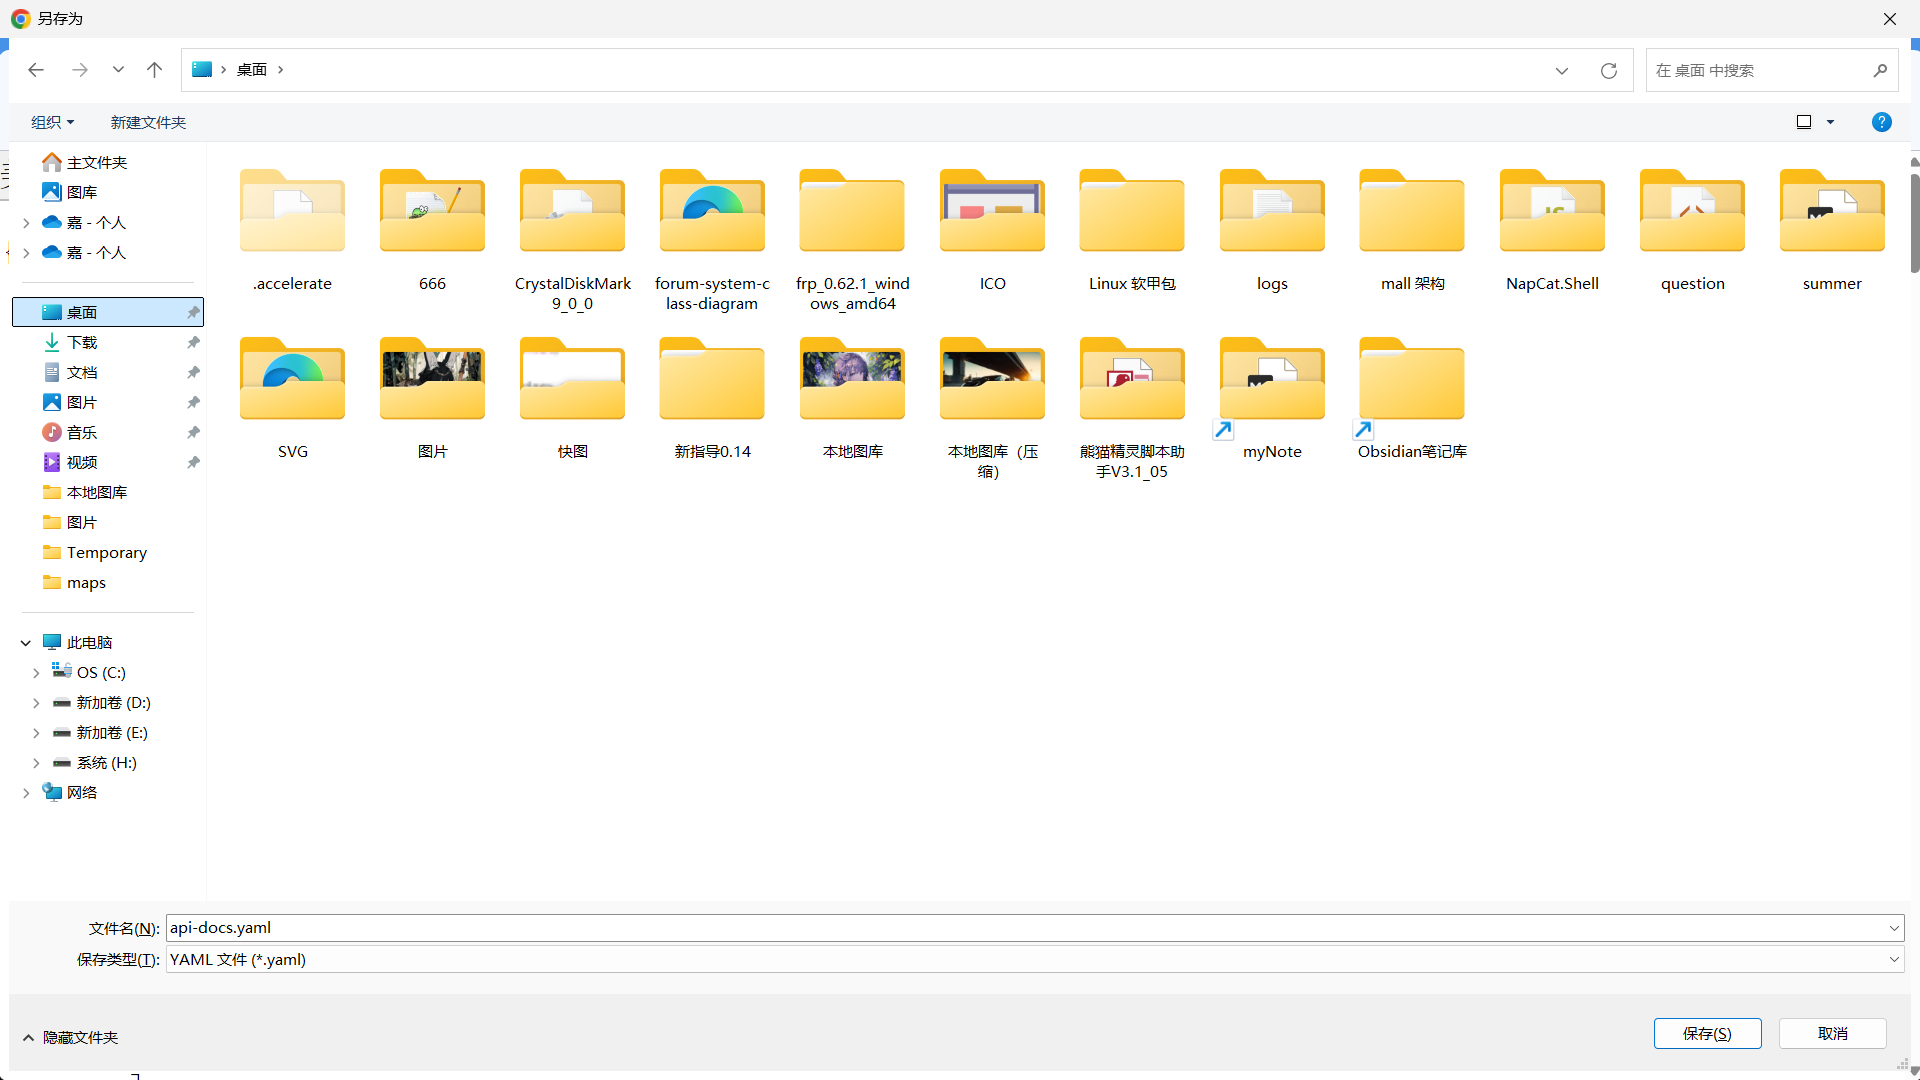 另存为
桌面
在 桌面 中搜索
组织
新建文件夹
主文件夹
图库
嘉 - 个人
嘉 - 个人
桌面
下载
文档
图片
音乐
视频
本地图库
图片
Temporary
maps
此电脑
OS (C:)
新加卷 (D:)
新加卷 (E:)
系统 (H:)
网络
.accelerate
666
CrystalDiskMark
9_0_0
forum-system-c
lass-diagram
frp_0.62.1_wind
ows_amd64
ICO
Linux 软甲包
logs
mall 架构
NapCat.Shell
question
summer
SVG
图片
快图
新指导0.14
本地图库
本地图库（压
缩）
熊猫精灵脚本助
手V3.1_05
myNote
Obsidian笔记库
文件名(N):
api-docs.yaml
保存类型(T):
YAML 文件 (*.yaml)
隐藏文件夹
保存(S)
取消